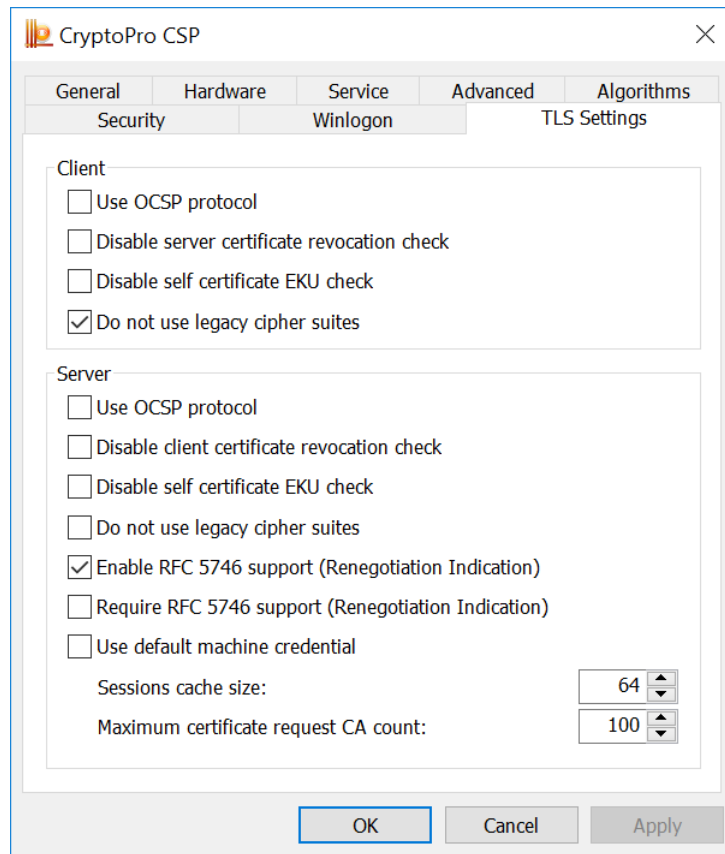 CryptoPro CSP
General Hardware Service Advanced Algorithms
Security Winlogon TLS Settings
Client
Use OCSP protocol
Disable server certificate revocation check
Disable self certificate EKU check
Do not use legacy cipher suites
Server
Use OCSP protocol
Disable client certificate revocation check
Disable self certificate EKU check
Do not use legacy cipher suites
Enable RFC 5746 support (Renegotiation Indication)
Require RFC 5746 support (Renegotiation Indication)
Use default machine credential
Sessions cache size: 64
Maximum certificate request CA count: 100
OK Cancel Apply